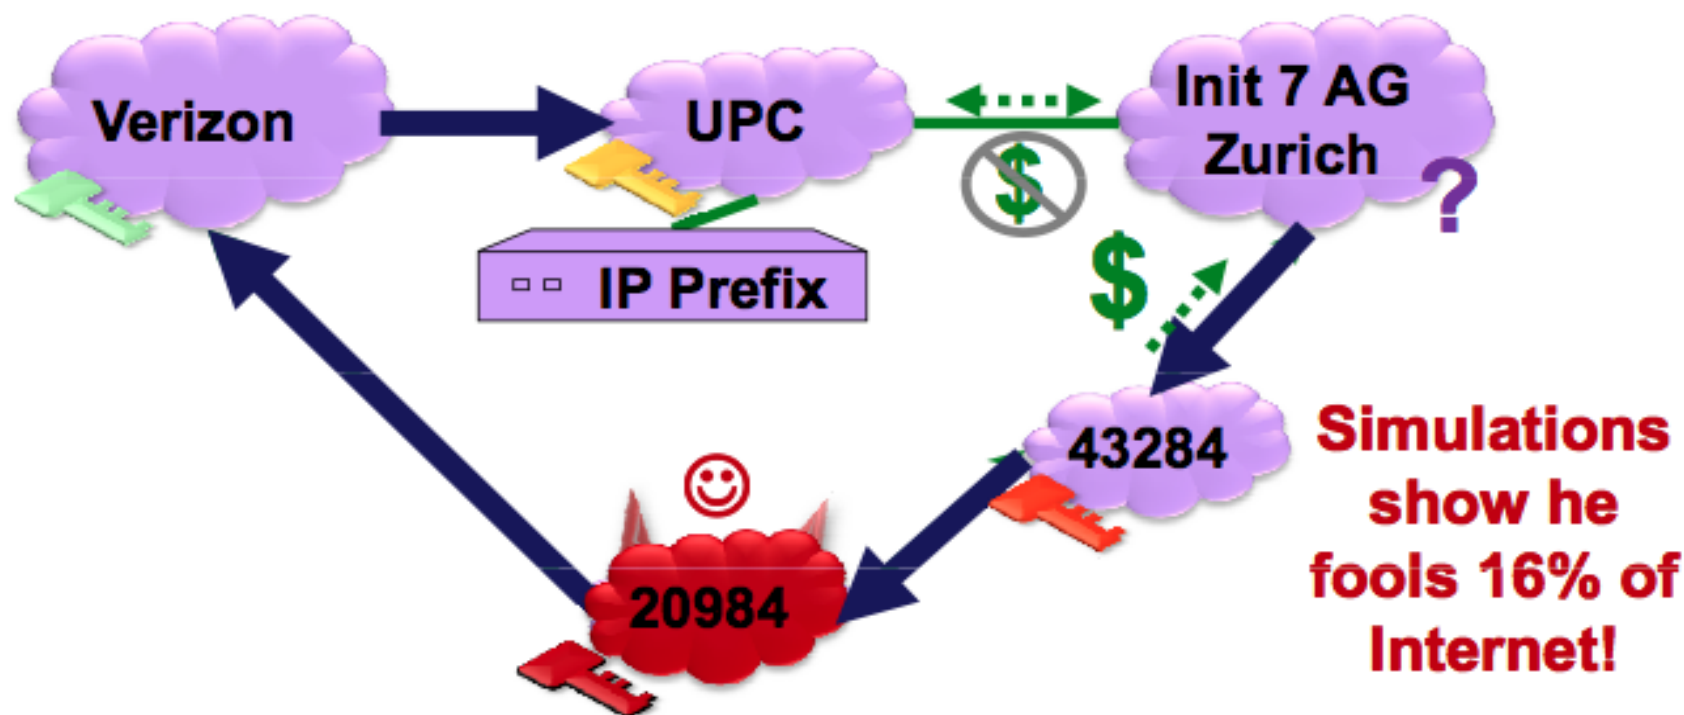 Verizon
UPC
Init 7 AG
Zurich
?
$
IP Prefix
$
43284
20984
Simulations
show he
fools 16% of
Internet!